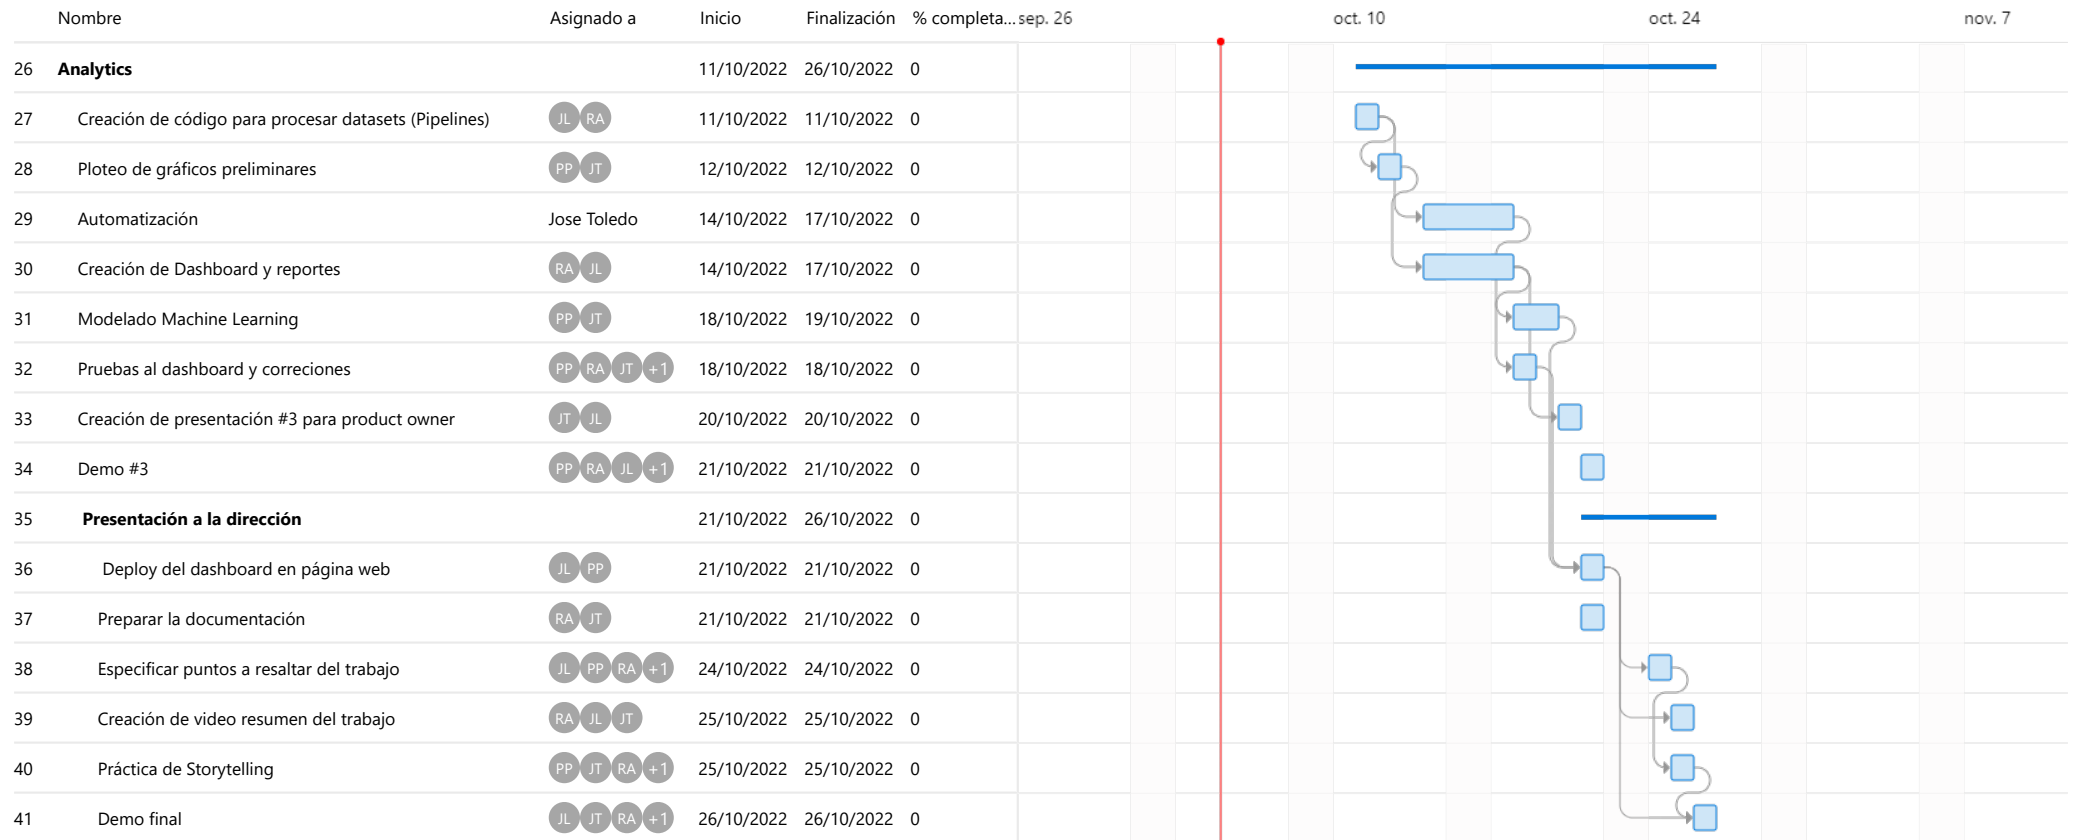 Nombre Asignado a Inicio Finalización % completa... sep. 26 oct. 10 oct. 24 nov. 7
26 Analytics 11/10/2022 26/10/2022 0
27 Creación de código para procesar datasets (Pipelines) JL RA 11/10/2022 11/10/2022 0
28 Ploteo de gráficos preliminares PP JT 12/10/2022 12/10/2022 0
29 Automatización Jose Toledo 14/10/2022 17/10/2022 0
30 Creación de Dashboard y reportes RA JL 14/10/2022 17/10/2022 0
31 Modelado Machine Learning PP JT 18/10/2022 19/10/2022 0
32 Pruebas al dashboard y correciones PP RA JT +1 18/10/2022 18/10/2022 0
33 Creación de presentación #3 para product owner JT JL 20/10/2022 20/10/2022 0
34 Demo #3 PP RA JL +1 21/10/2022 21/10/2022 0
35 Presentación a la dirección 21/10/2022 26/10/2022 0
36 Deploy del dashboard en página web JL PP 21/10/2022 21/10/2022 0
37 Preparar la documentación RA JT 21/10/2022 21/10/2022 0
38 Especificar puntos a resaltar del trabajo JL PP RA +1 24/10/2022 24/10/2022 0
39 Creación de video resumen del trabajo RA JL JT 25/10/2022 25/10/2022 0
40 Práctica de Storytelling PP JT RA +1 25/10/2022 25/10/2022 0
41 Demo final JL JT RA +1 26/10/2022 26/10/2022 0